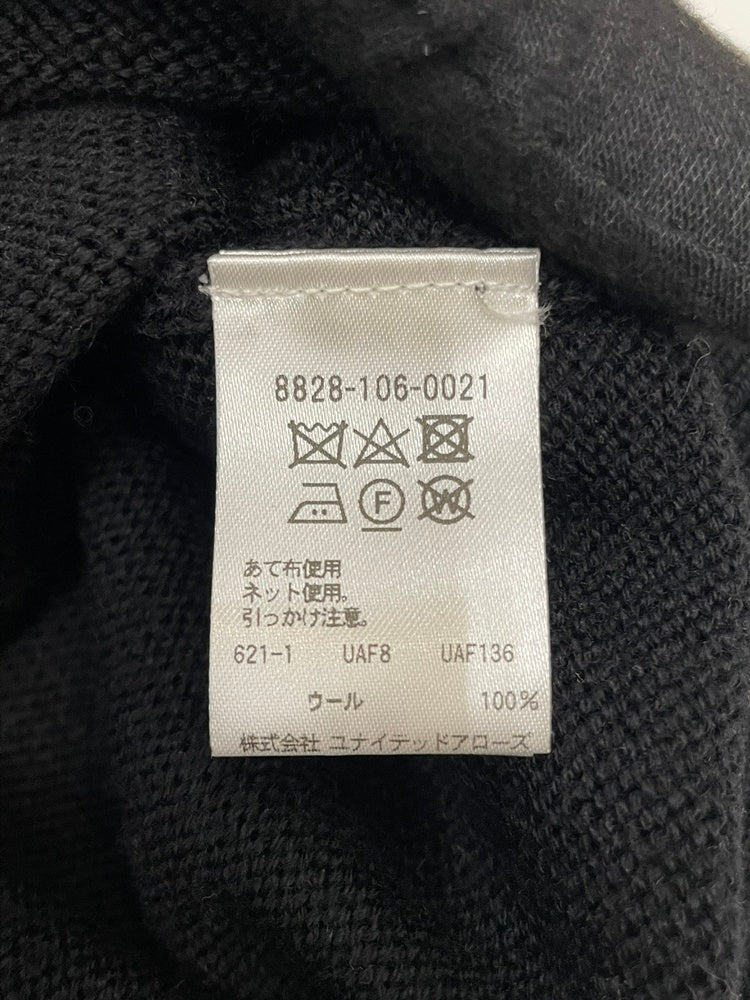 8828-106-0021
F W
あて布使用
ネット使用。
引っかけ注意。
621-1 UAF8 UAF136
ウール 100%
株式会社 ユナイテッドアローズ